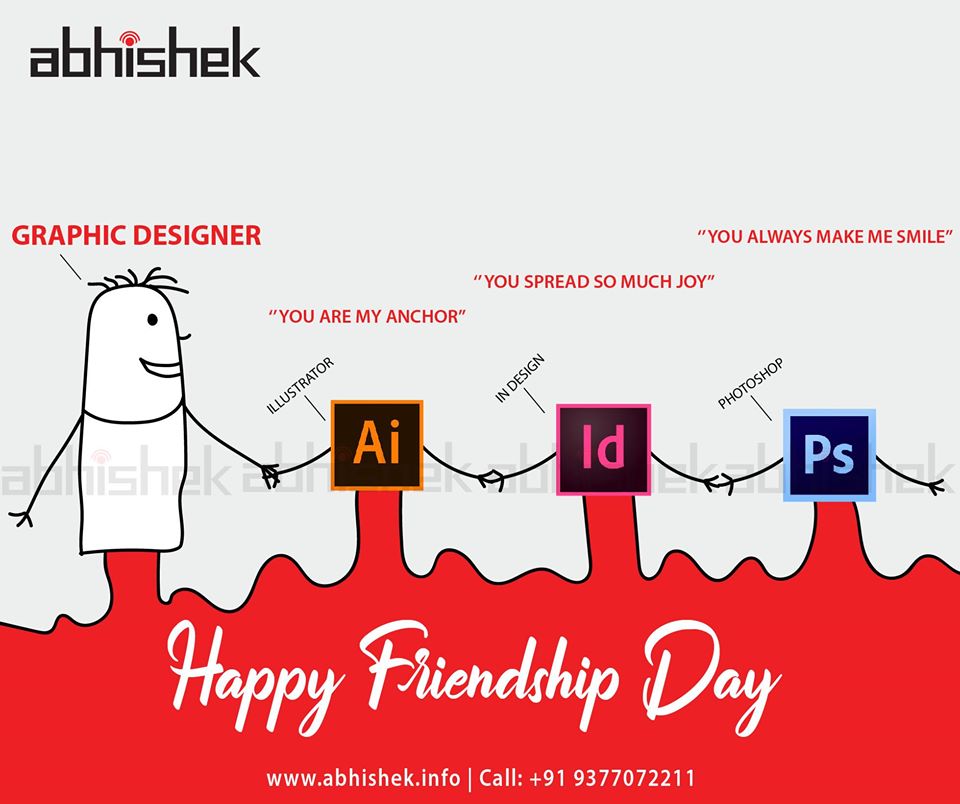 abhishek
GRAPHIC DESIGNER
‘’YOU ALWAYS MAKE ME SMILE”
‘’YOU SPREAD SO MUCH JOY”
‘’YOU ARE MY ANCHOR”
ILLUSTRATOR
IN DESIGN
PHOTOSHOP
Ai
Id
Ps
abhishek abhishek abhishek abhishek
Happy Friendship Day
www.abhishek.info | Call: +91 9377072211